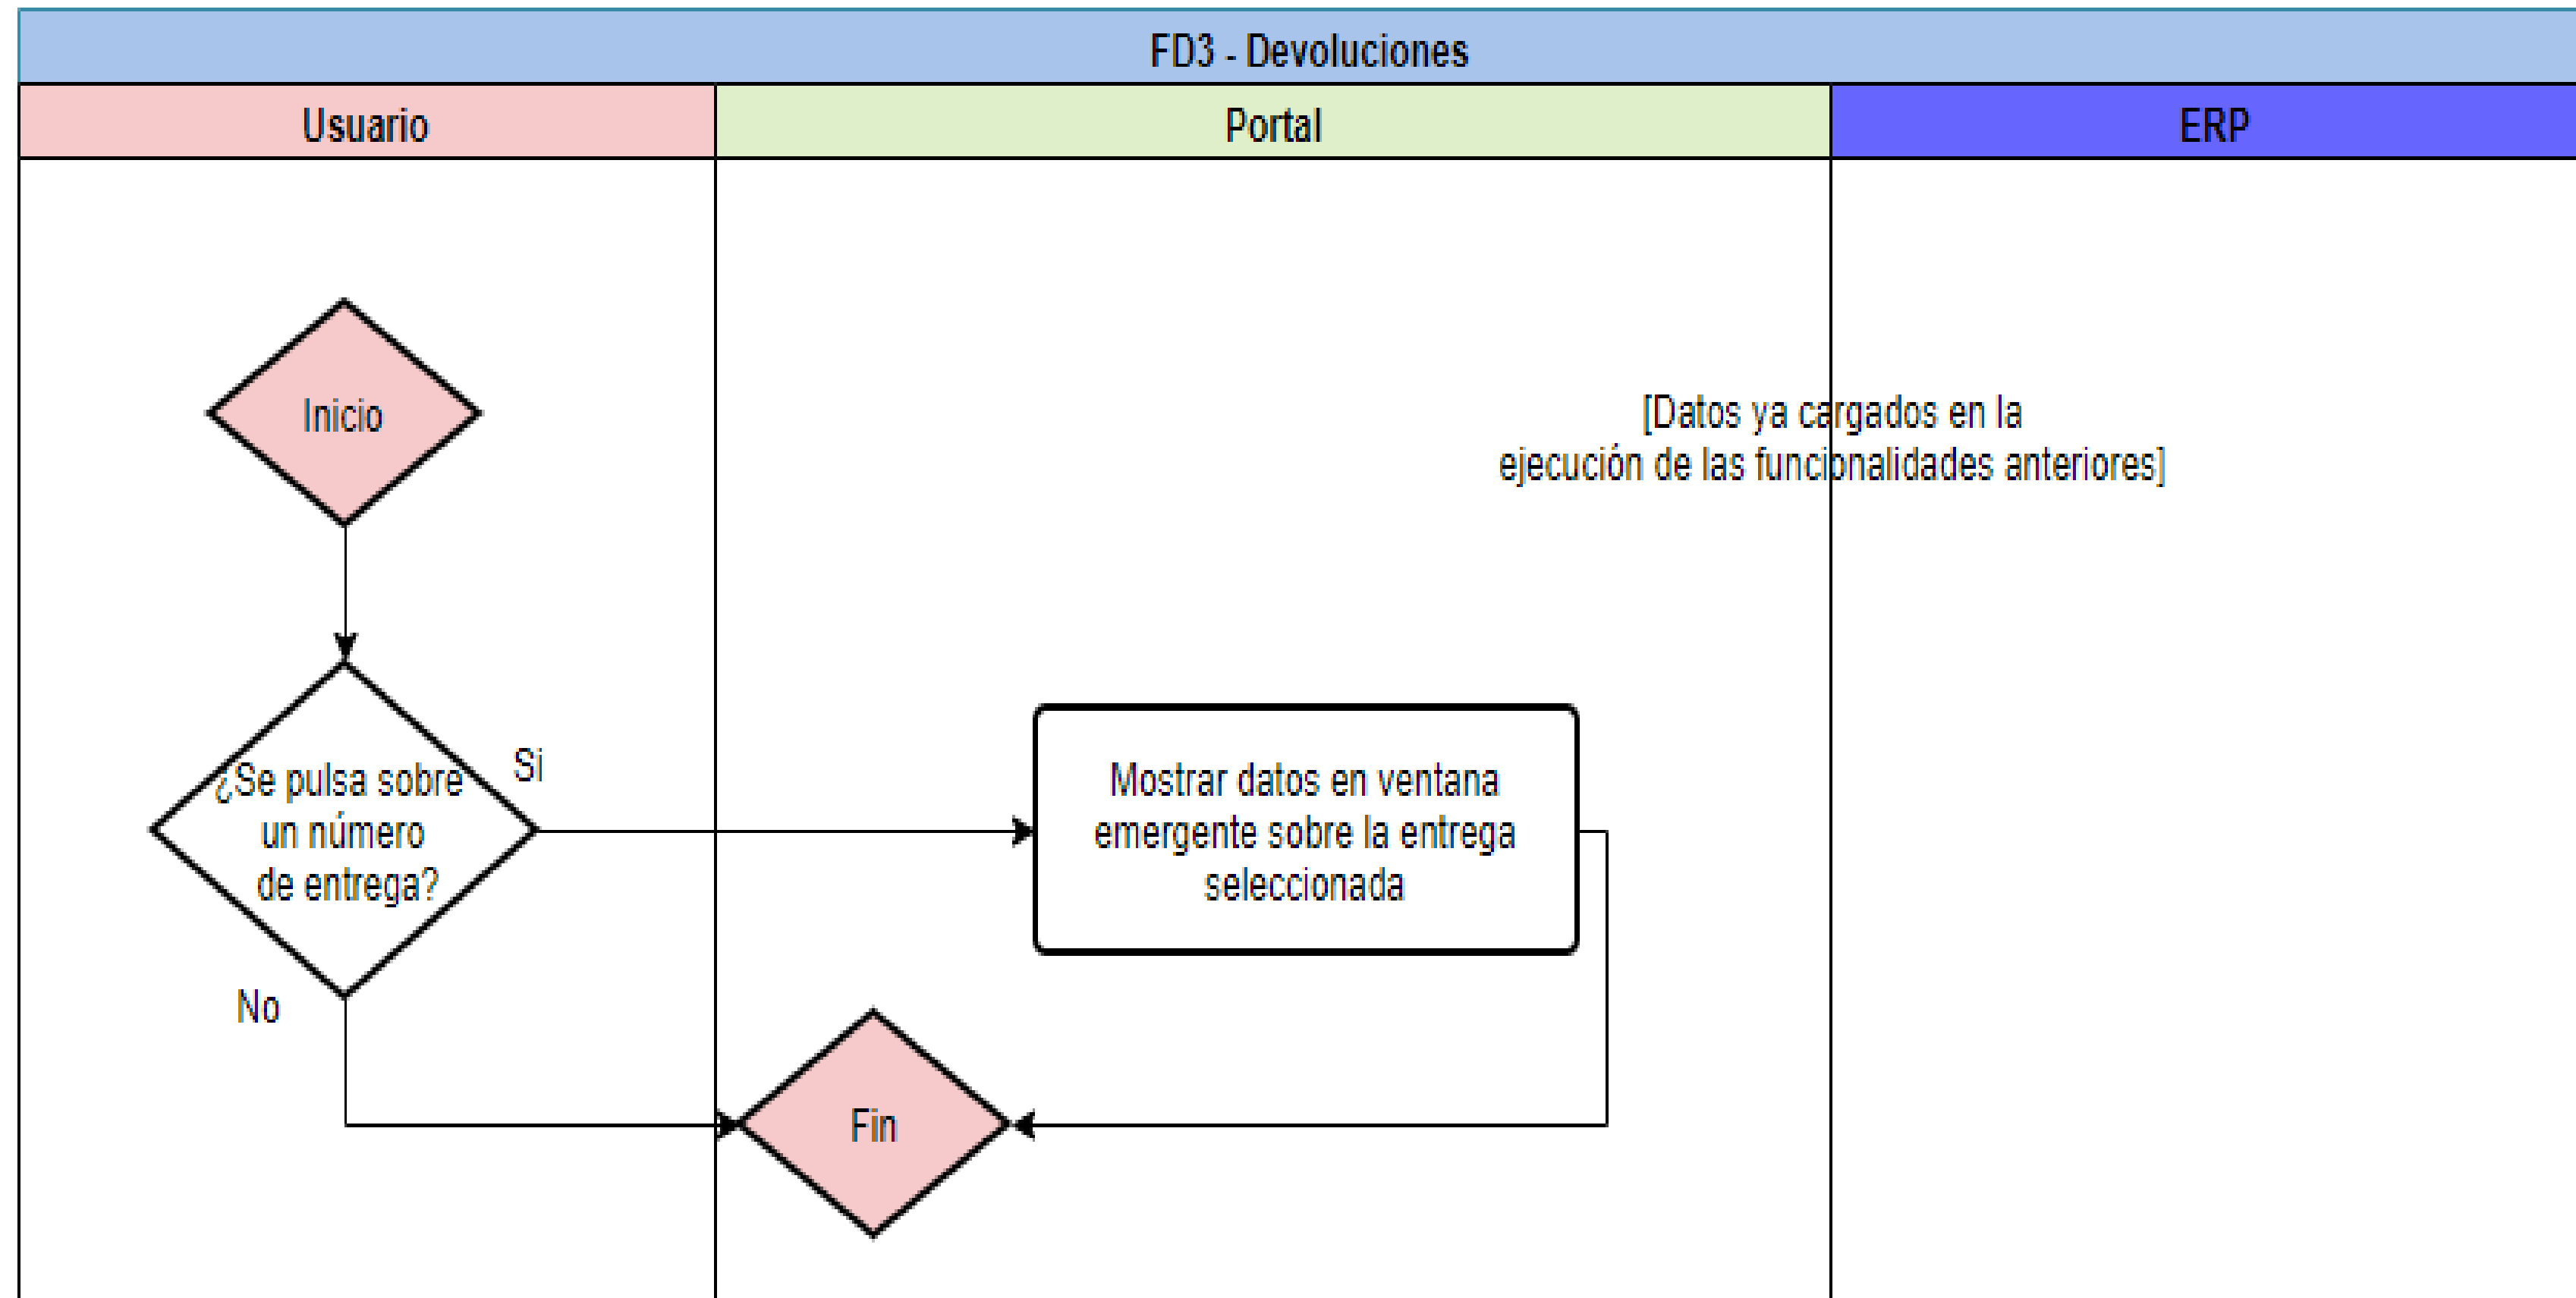 FD3 - Devoluciones
Usuario
Portal
ERP
Inicio
[Datos ya cargados en la
ejecución de las funcionalidades anteriores]
¿Se pulsa sobre
un número
de entrega?
Si
No
Mostrar datos en ventana
emergente sobre la entrega
seleccionada
Fin